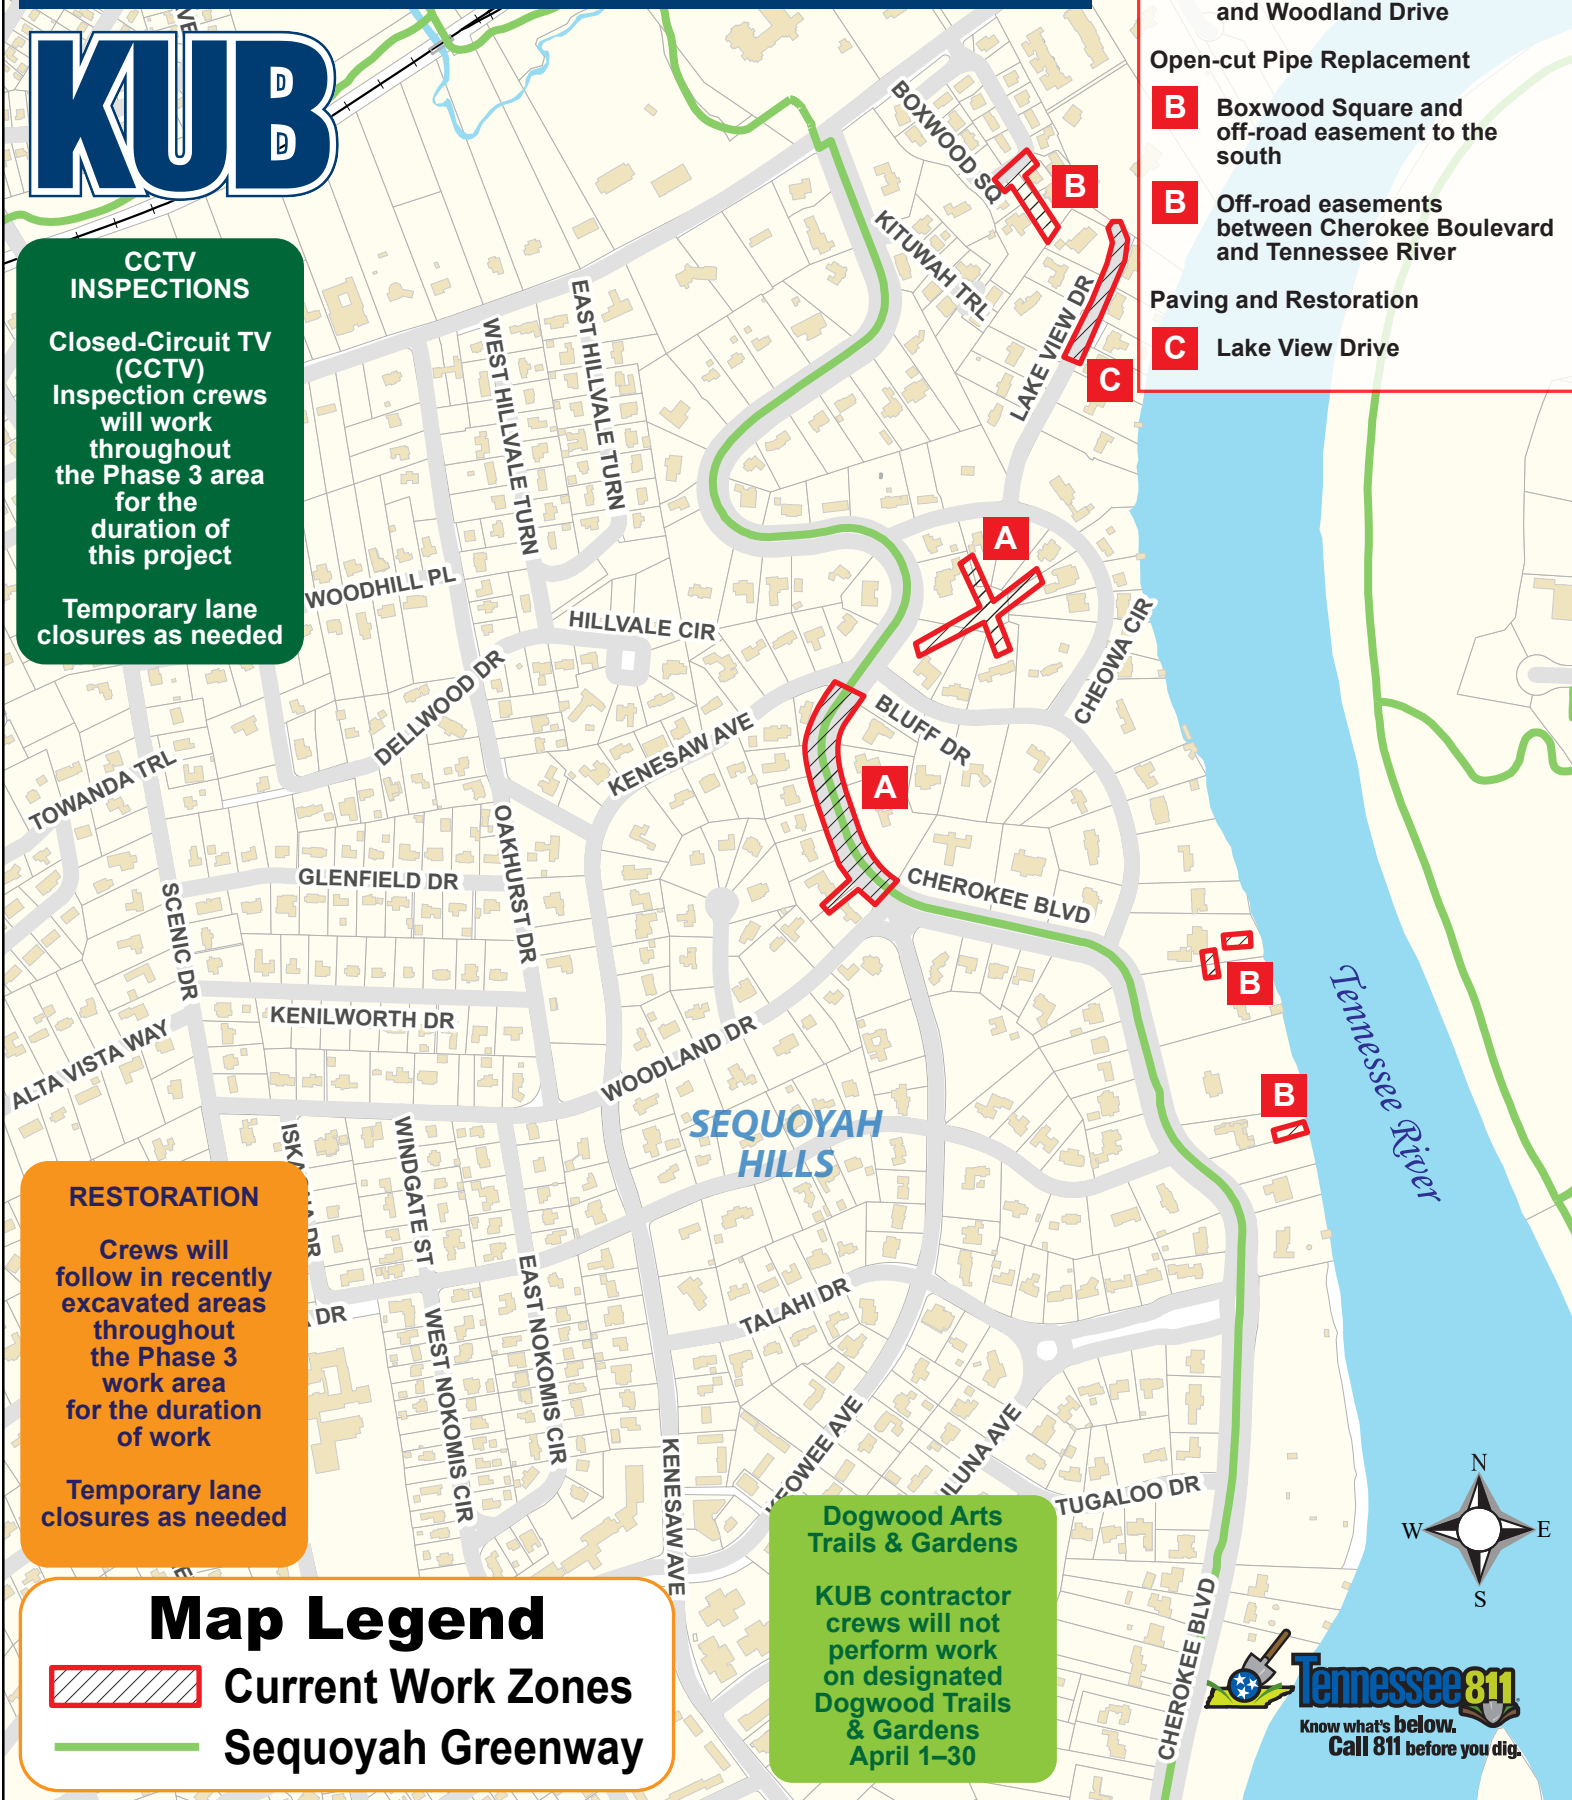 KUB
and Woodland Drive
Open-cut Pipe Replacement
B Boxwood Square and
off-road easement to the
south
B Off-road easements
between Cherokee Boulevard
and Tennessee River
Paving and Restoration
C Lake View Drive
CCTV
INSPECTIONS
Closed-Circuit TV
(CCTV)
Inspection crews
will work
throughout
the Phase 3 area
for the
duration of
this project
Temporary lane
closures as needed
BOXWOOD SQ
B
KITUWAH TRL
LAKE VIEW DR
C
EAST HILLVALE TURN
WEST HILLVALE TURN
A
WOODHILL PL
HILLVALE CIR
CHEOWA CIR
DELLWOOD DR
KENESAW AVE
BLUFF DR
TOWANDA TRL
A
OAKHURST DR
GLENFIELD DR
CHEROKEE BLVD
SCENIC DR
B
KENILWORTH DR
Tennessee River
ALTA VISTA WAY
WOODLAND DR
B
SEQUOYAH
HILLS
WINDGATE ST
DR
DR
EAST NOKOMIS CIR
TALAHI DR
WEST NOKOMIS CIR
KENESAW AVE
TUGALOO DR
CHEROKEE BLVD
RESTORATION
Crews will
follow in recently
excavated areas
throughout
the Phase 3
work area
for the duration
of work
Temporary lane
closures as needed
Dogwood Arts
Trails & Gardens
KUB contractor
crews will not
perform work
on designated
Dogwood Trails
& Gardens
April 1–30
N
W E
S
Map Legend
Current Work Zones
Sequoyah Greenway
Tennessee 811
Know what's below.
Call 811 before you dig.